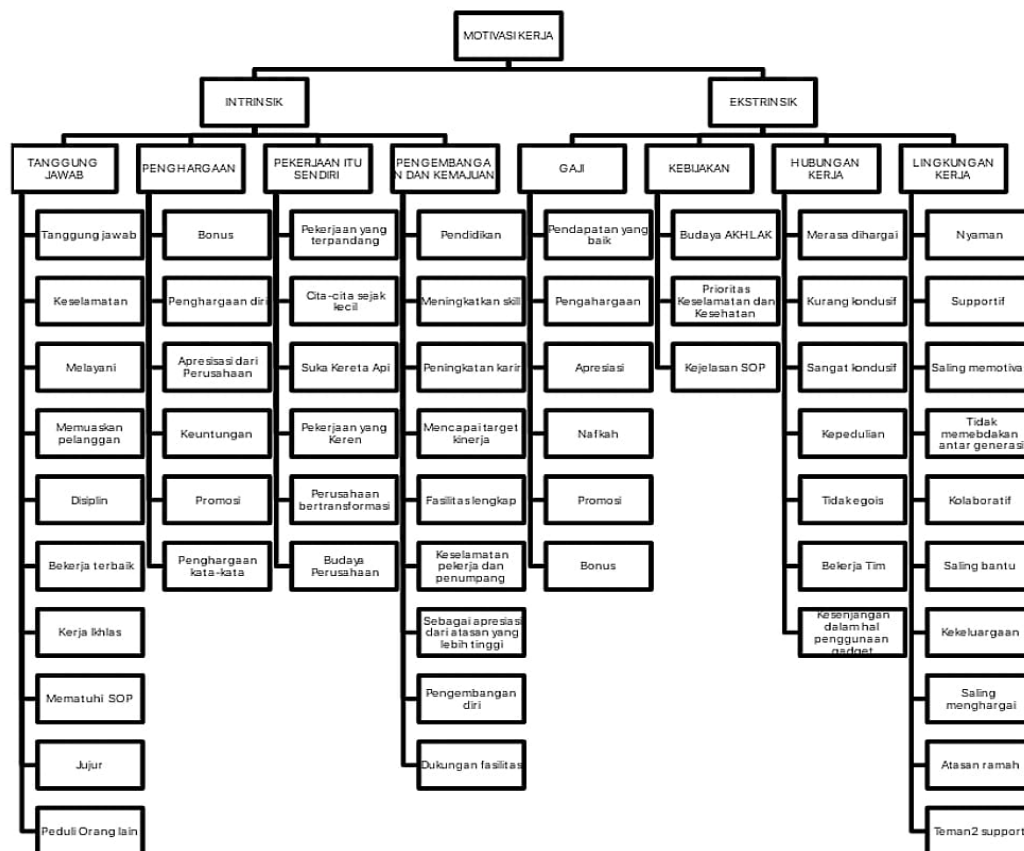 MOTIVASI KERJA
INTRINSIK
EKSTRINSIK
TANGGUNG
JAWAB
PENGHARGAAN
PEKERJAAN ITU
SENDIRI
PENGEMBANGA
N DAN KEMAJUAN
GAJI
KEBIJAKAN
HUBUNGAN
KERJA
LINGKUNGAN
KERJA
Tanggung jawab
Keselamatan
Melayani
Memuaskan
pelanggan
Disiplin
Bekerja terbaik
Kerja Ikhlas
Mematuhi SOP
Jujur
Peduli Orang lain
Bonus
Penghargaan diri
Apresisasi dari
Perusahaan
Keuntungan
Promosi
Penghargaan
kata-kata
Pekerjaan yang
terpandang
Cita-cita sejak
kecil
Suka Kereta Api
Pekerjaan yang
Keren
Perusahaan
bertransformasi
Budaya
Perusahaan
Pendidikan
Meningkatkan skill
Peningkatan karir
Mencapai target
kinerja
Fasilitas lengkap
Keselamatan
pekerja dan
penumpang
Sebagai apresiasi
dari atasan yang
lebih tinggi
Pengembangan
diri
Dukungan fasilitas
Pendapatan yang
baik
Pengahargaan
Apresiasi
Nafkah
Promosi
Bonus
Budaya AKHLAK
Prioritas
Keselamatan dan
Kesehatan
Kejelasan SOP
Merasa dihargai
Kurang kondusif
Sangat kondusif
Kepedulian
Tidak egois
Bekerja Tim
Kesenjangan
dalam hal
penggunaan
gadget
Nyaman
Supportif
Saling memotiva
Tidak
memebdakan
antar generasi
Kolaboratif
Saling bantu
Kekeluargaan
Saling
menghargai
Atasan ramah
Teman2 support